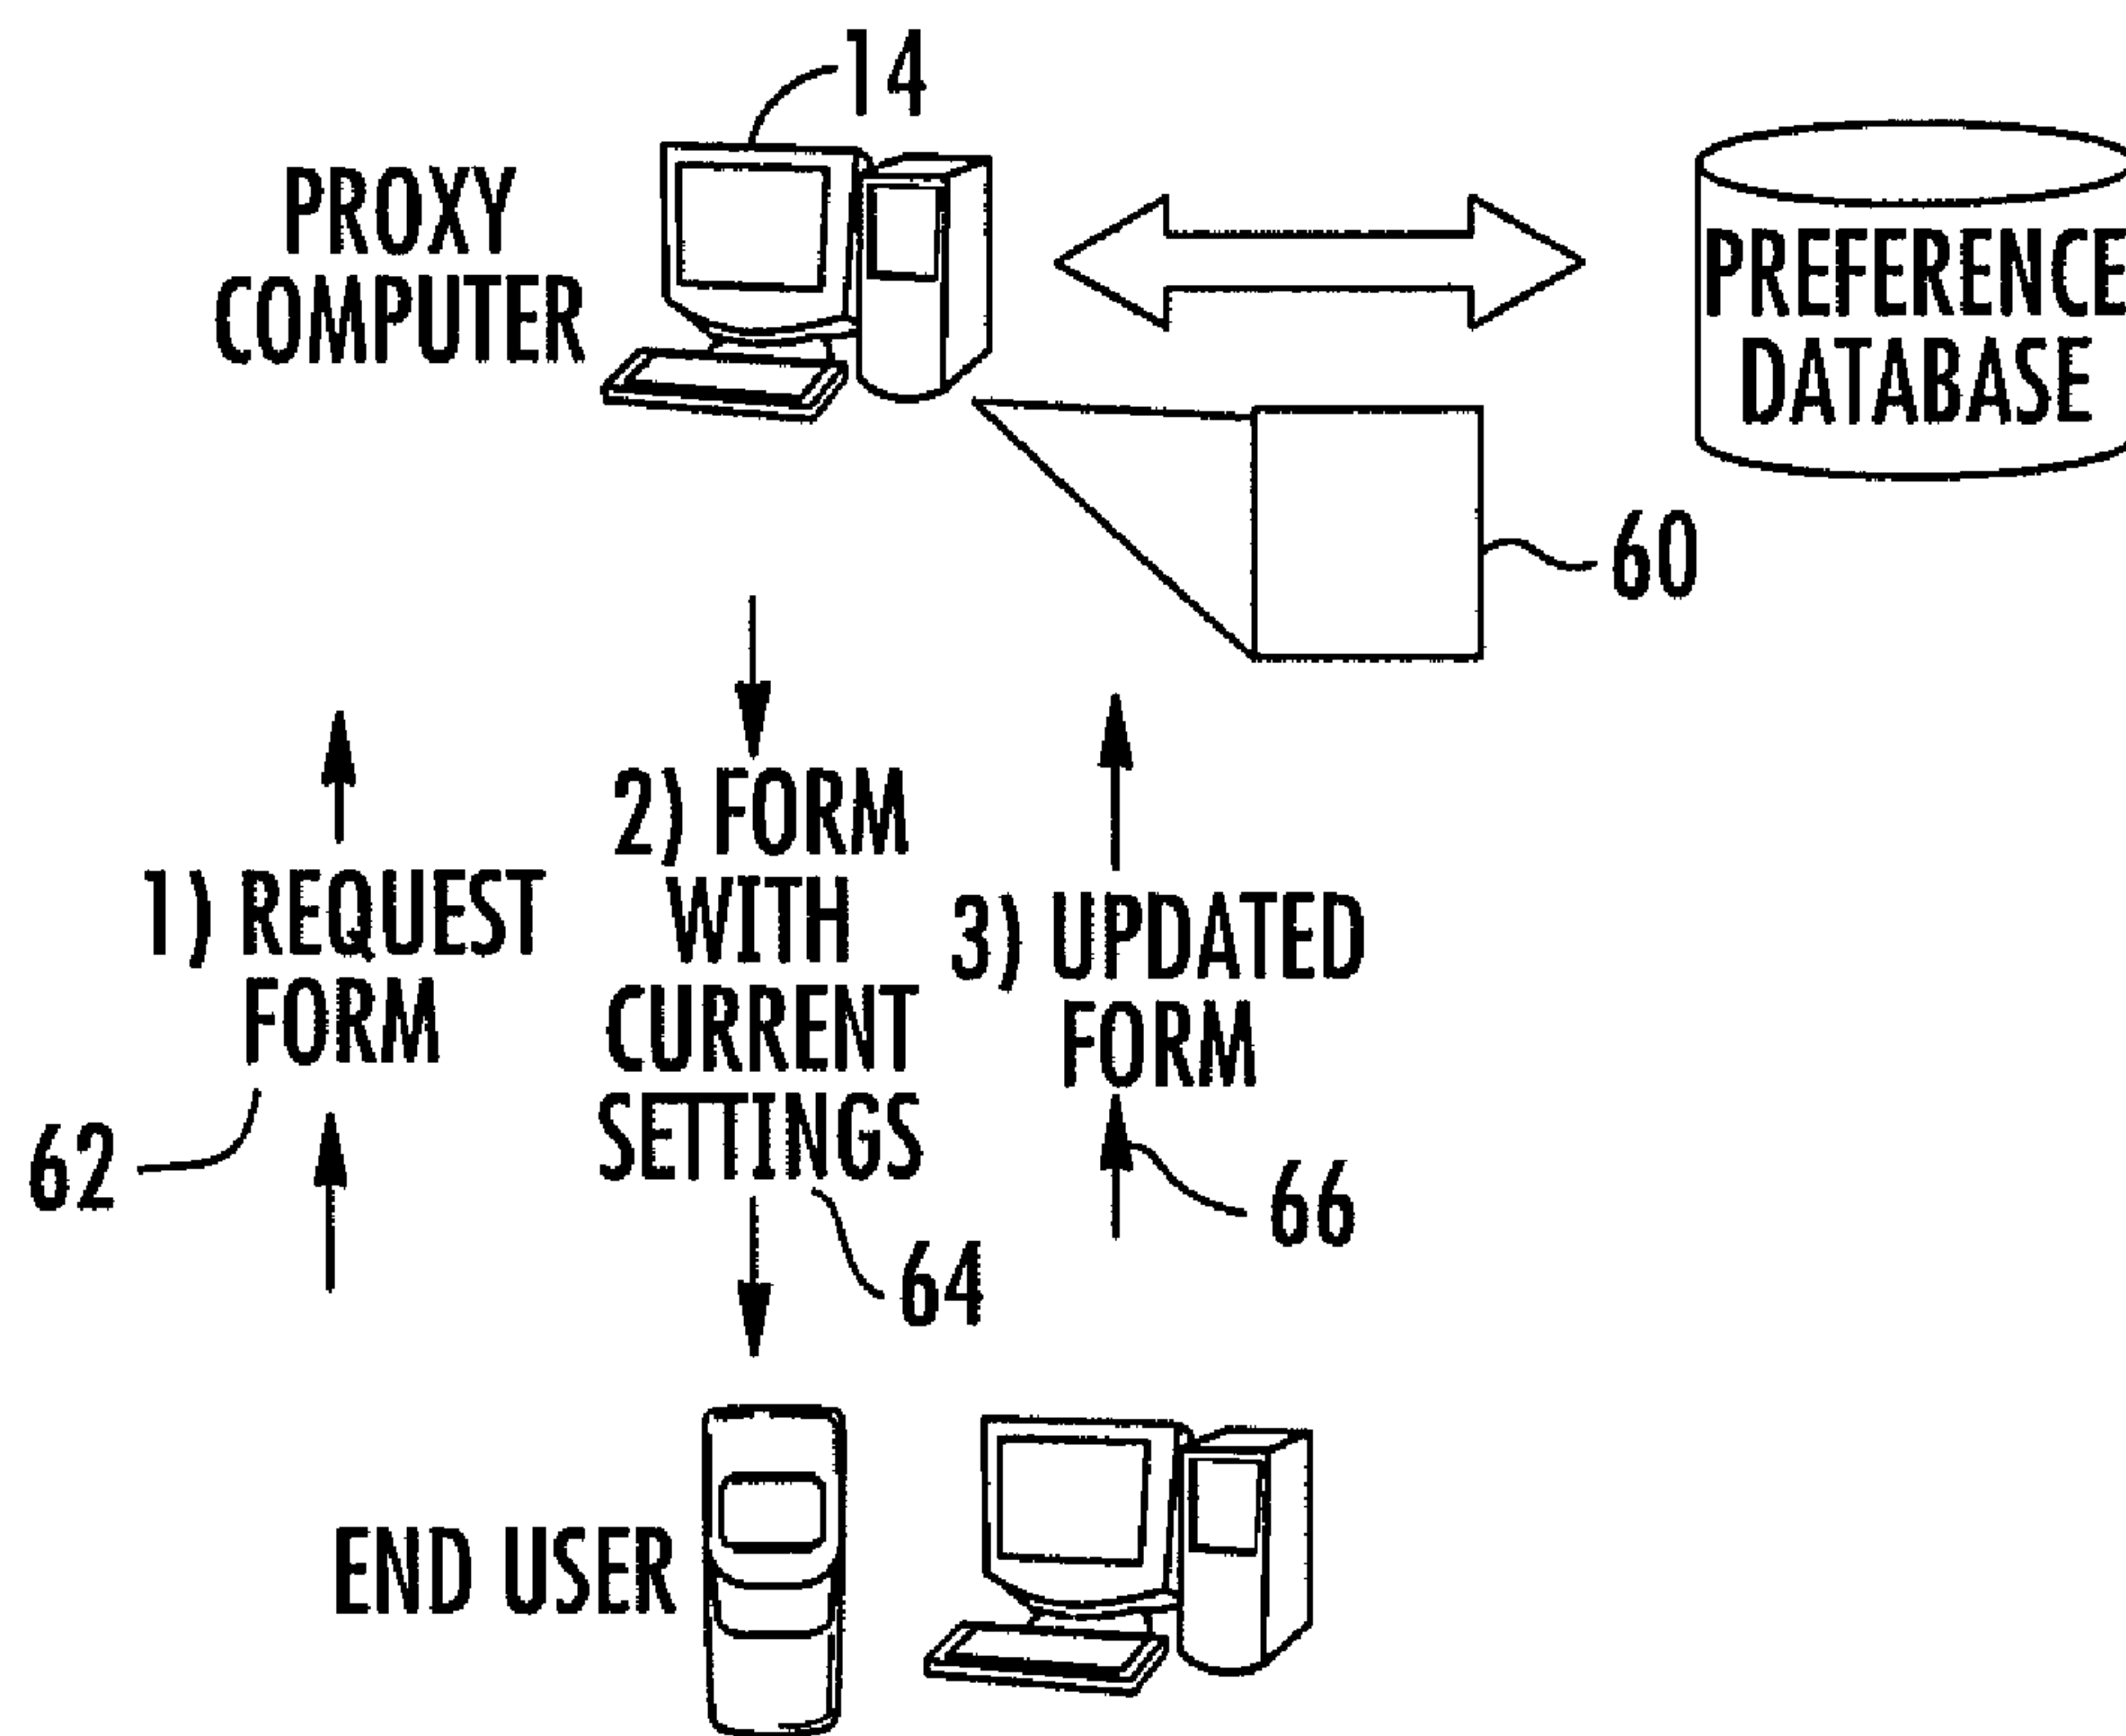 14
PROXY
COMPUTER
PREFERENCE
DATABASE
60
1) REQUEST
FORM
62
2) FORM
WITH
CURRENT
SETTINGS
64
3) UPDATED
FORM
66
END USER